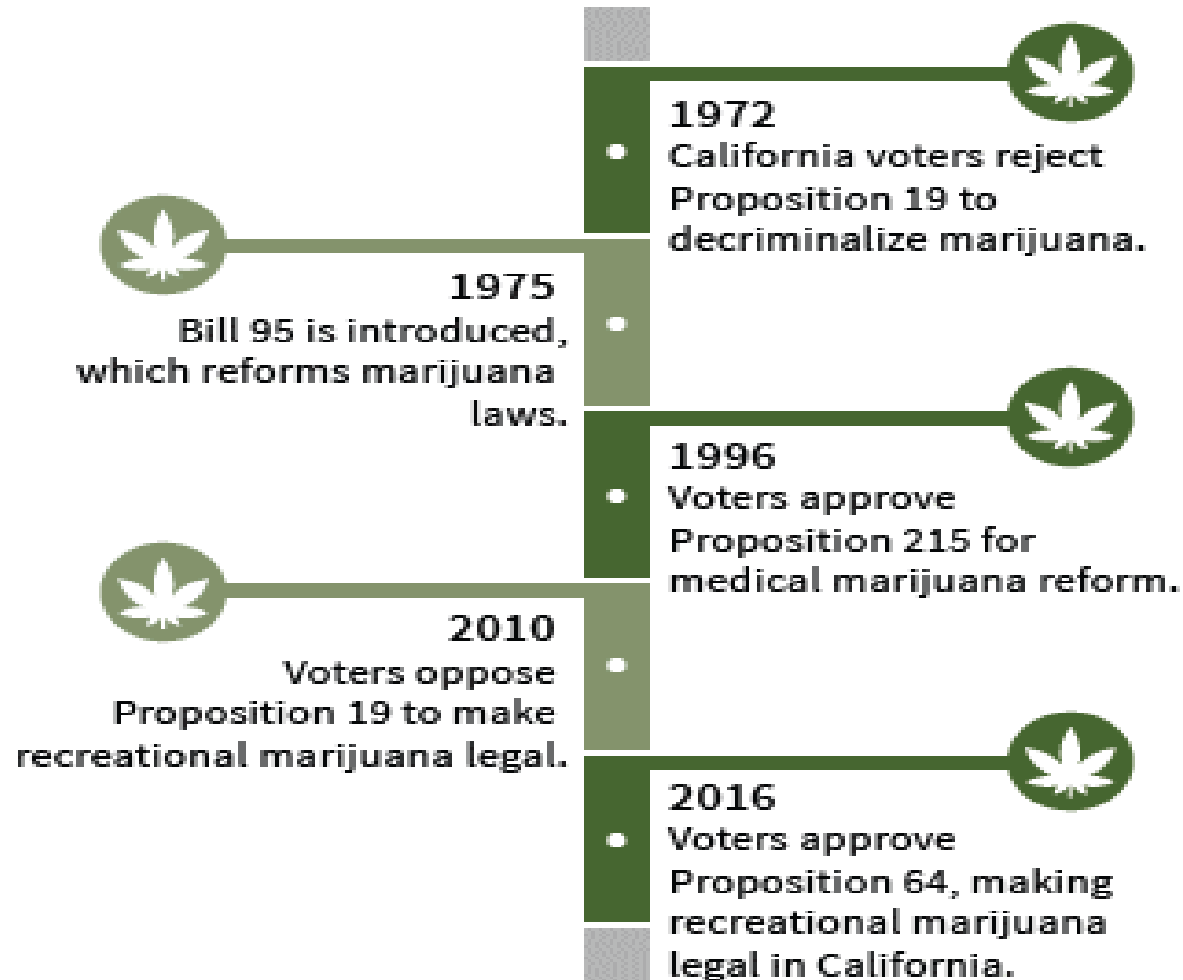 1972
California voters reject
Proposition 19 to
decriminalize marijuana.
1975
Bill 95 is introduced,
which reforms marijuana
laws.
1996
Voters approve
Proposition 215 for
medical marijuana reform.
2010
Voters oppose
Proposition 19 to make
recreational marijuana legal.
2016
Voters approve
Proposition 64, making
recreational marijuana
legal in California.